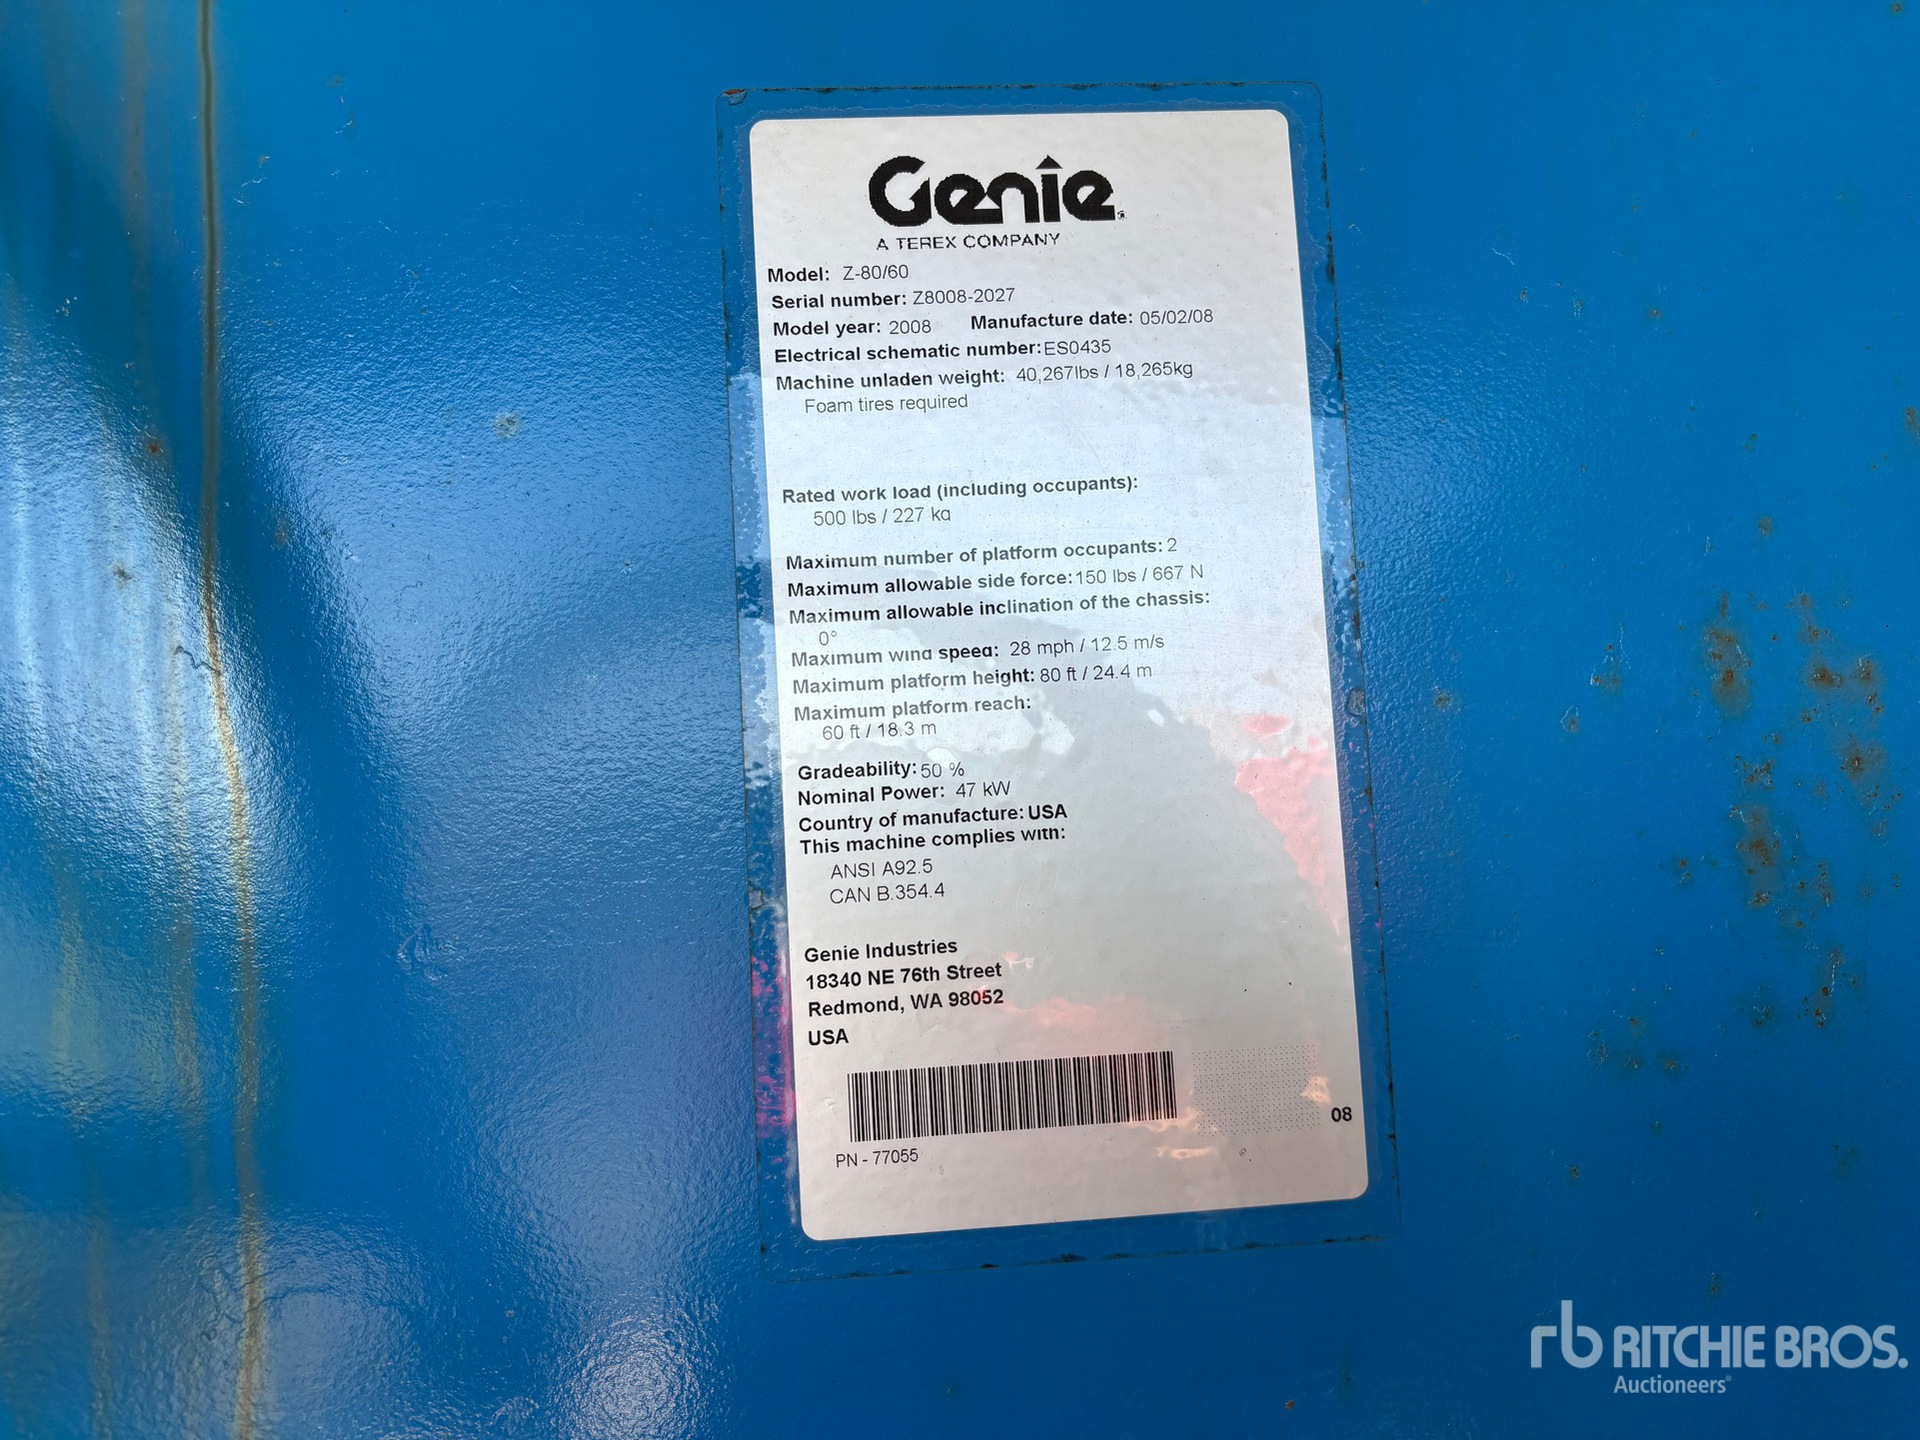 Genie
A TEREX COMPANY
Model: Z-80/60
Serial number: Z8008-2027
Model year: 2008 Manufacture date: 05/02/08
Electrical schematic number: ES0435
Machine unladen weight: 40,267lbs / 18,265kg
Foam tires required
Rated work load (including occupants):
500 lbs / 227 kg
Maximum number of platform occupants: 2
Maximum allowable side force: 150 lbs / 667 N
Maximum allowable inclination of the chassis:
0°
Maximum wind speed: 28 mph / 12.5 m/s
Maximum platform height: 80 ft / 24.4 m
Maximum platform reach:
60 ft / 18.3 m
Gradeability: 50 %
Nominal Power: 47 kW
Country of manufacture: USA
This machine complies with:
ANSI A92.5
CAN B.354.4
Genie Industries
18340 NE 76th Street
Redmond, WA 98052
USA
08
PN - 77055
rb RITCHIE BROS.
Auctioneers®